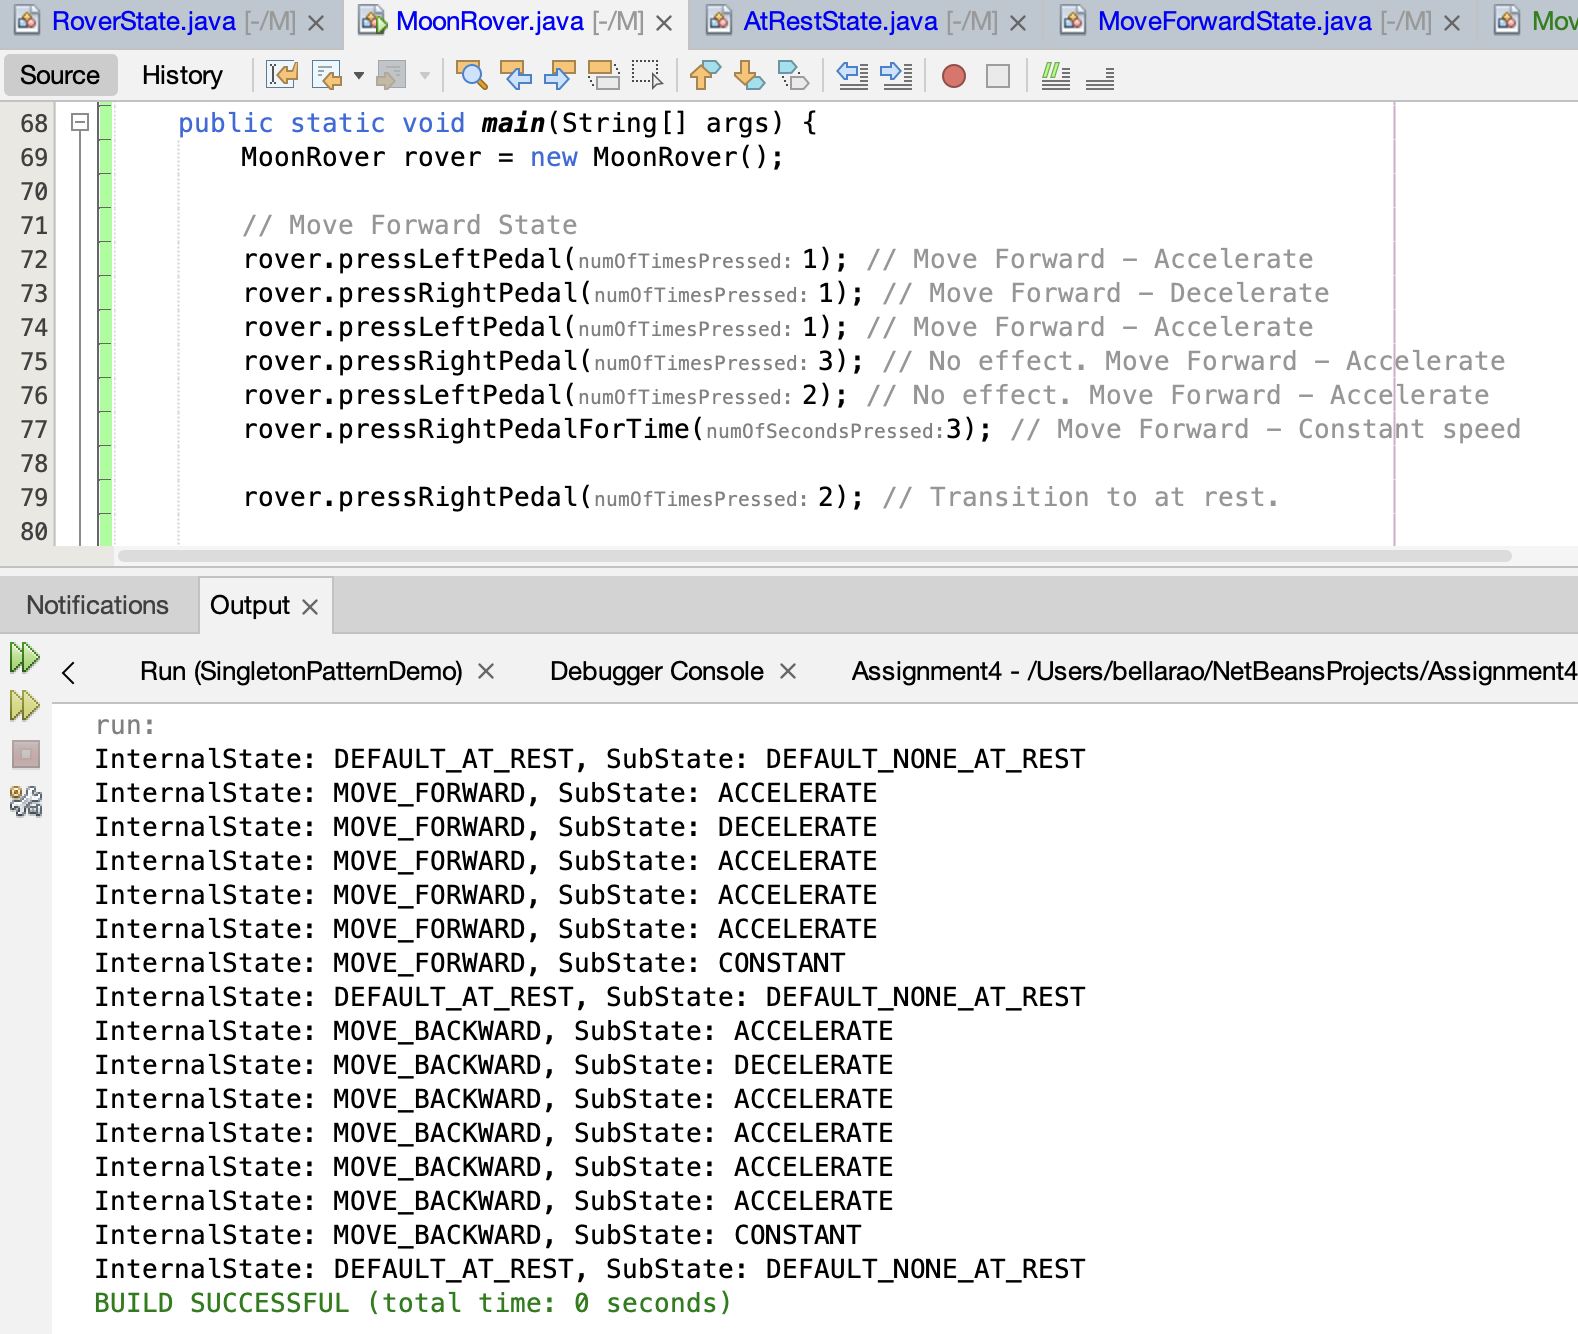 RoverState.java [-/M] MoonRover.java [-/M] AtRestState.java [-/M] MoveForwardState.java [-/M]
Source History
68 public static void main(String[] args) {
69 MoonRover rover = new MoonRover();
70
71 // Move Forward State
72 rover.pressLeftPedal(numOfTimesPressed: 1); // Move Forward – Accelerate
73 rover.pressRightPedal(numOfTimesPressed: 1); // Move Forward – Decelerate
74 rover.pressLeftPedal(numOfTimesPressed: 1); // Move Forward – Accelerate
75 rover.pressRightPedal(numOfTimesPressed: 3); // No effect. Move Forward – Accelerate
76 rover.pressLeftPedal(numOfTimesPressed: 2); // No effect. Move Forward – Accelerate
77 rover.pressRightPedalForTime(numOfSecondsPressed:3); // Move Forward – Constant speed
78
79 rover.pressRightPedal(numOfTimesPressed: 2); // Transition to at rest.
80
Notifications Output
Run (SingletonPatternDemo) Debugger Console Assignment4 - /Users/bellarao/NetBeansProjects/Assignment4
run:
InternalState: DEFAULT_AT_REST, SubState: DEFAULT_NONE_AT_REST
InternalState: MOVE_FORWARD, SubState: ACCELERATE
InternalState: MOVE_FORWARD, SubState: DECELERATE
InternalState: MOVE_FORWARD, SubState: ACCELERATE
InternalState: MOVE_FORWARD, SubState: ACCELERATE
InternalState: MOVE_FORWARD, SubState: ACCELERATE
InternalState: MOVE_FORWARD, SubState: CONSTANT
InternalState: DEFAULT_AT_REST, SubState: DEFAULT_NONE_AT_REST
InternalState: MOVE_BACKWARD, SubState: ACCELERATE
InternalState: MOVE_BACKWARD, SubState: DECELERATE
InternalState: MOVE_BACKWARD, SubState: ACCELERATE
InternalState: MOVE_BACKWARD, SubState: ACCELERATE
InternalState: MOVE_BACKWARD, SubState: ACCELERATE
InternalState: MOVE_BACKWARD, SubState: ACCELERATE
InternalState: MOVE_BACKWARD, SubState: CONSTANT
InternalState: DEFAULT_AT_REST, SubState: DEFAULT_NONE_AT_REST
BUILD SUCCESSFUL (total time: 0 seconds)